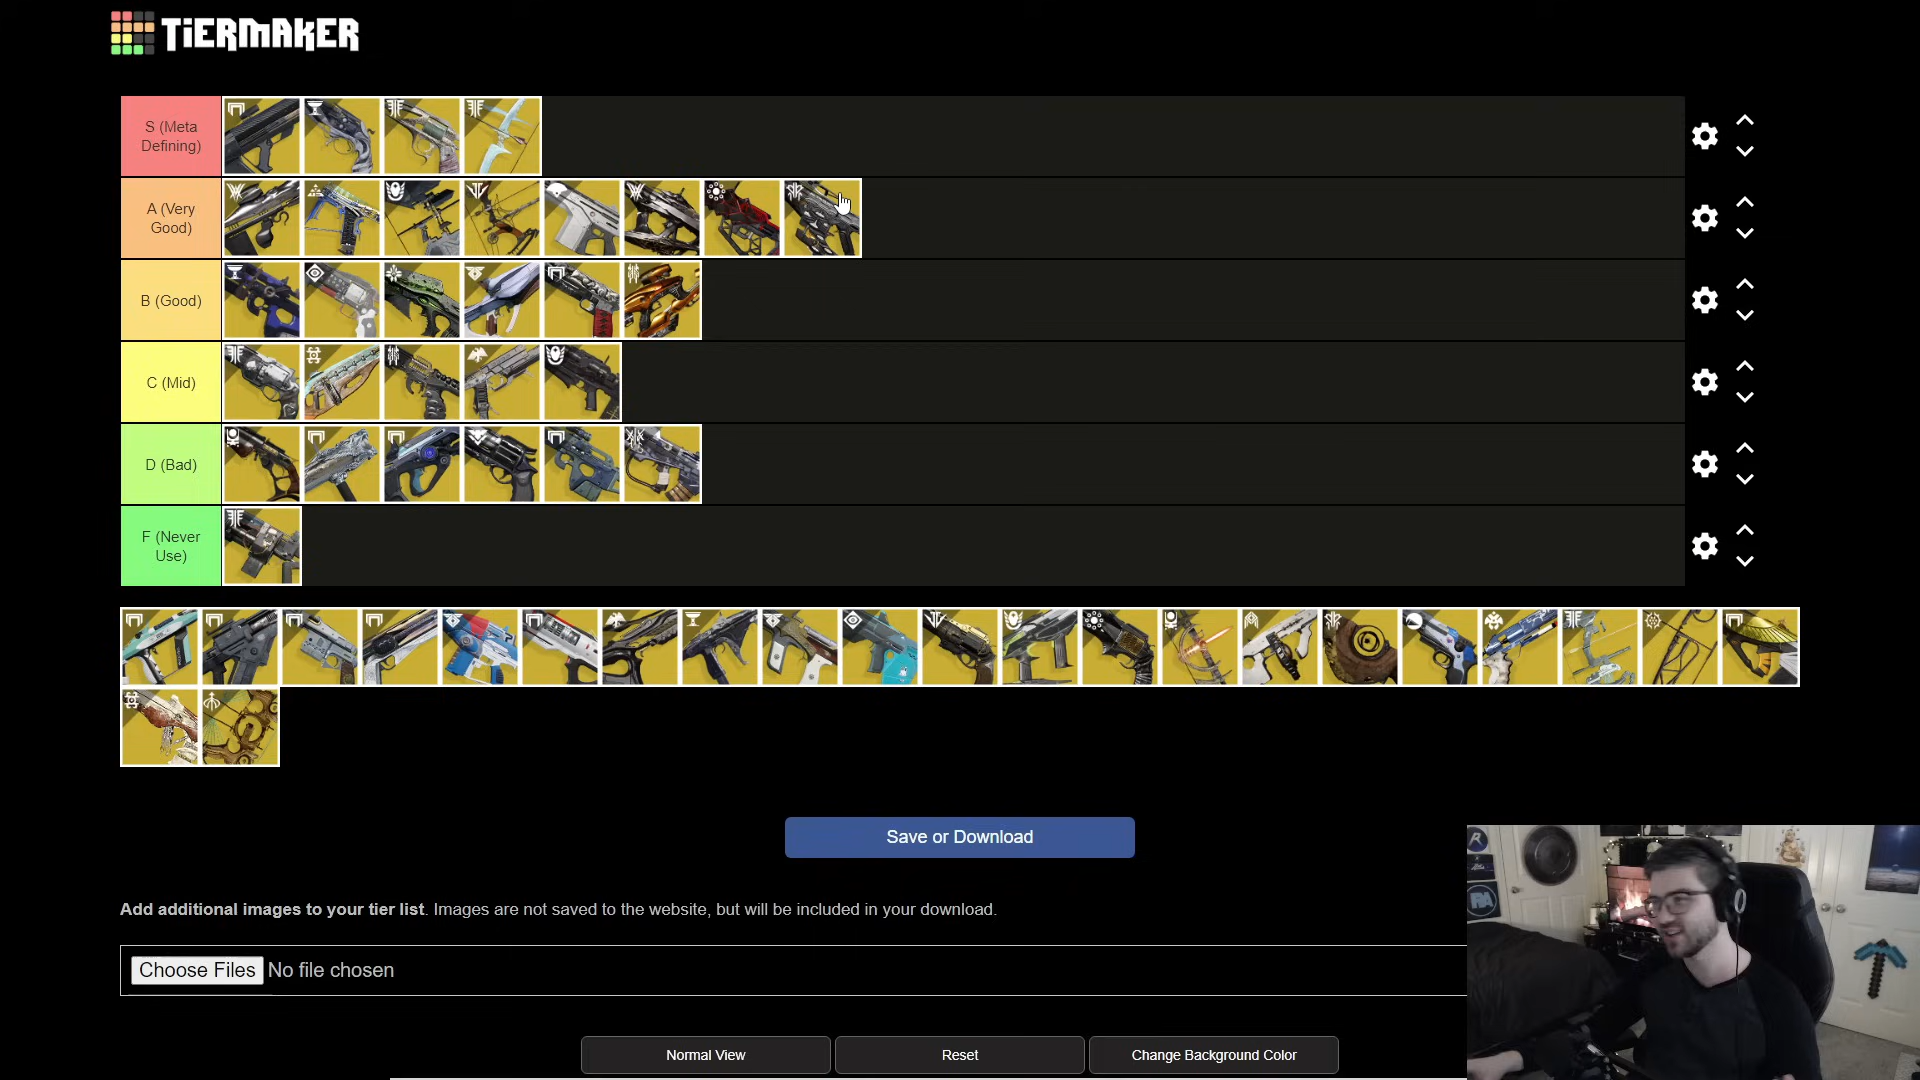 TiERMAKER
S (Meta
Defining)
A (Very
Good)
B (Good)
C (Mid)
D (Bad)
F (Never
Use)
Save or Download
Add additional images to your tier list. Images are not saved to the website, but will be included in your download.
Choose Files No file chosen
Normal View Reset Change Background Color